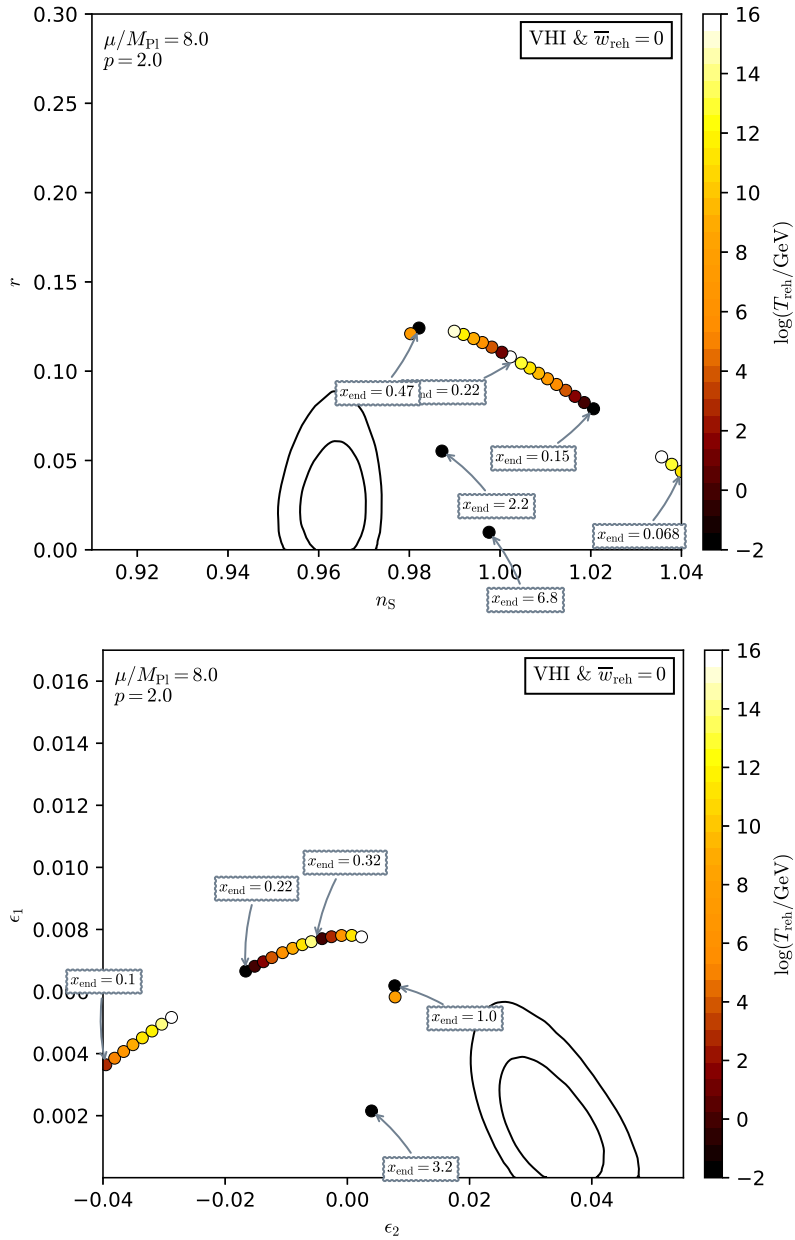 μ/M_Pl = 8.0
p = 2.0
VHI & w̅_reh = 0
0.30
0.25
0.20
0.15
0.10
0.05
0.00
r
x_end = 0.47
nd = 0.22
x_end = 0.15
x_end = 2.2
x_end = 0.068
x_end = 6.8
0.92 0.94 0.96 0.98 1.00 1.02 1.04
n_S
16
14
12
10
8
6
4
2
0
−2
log(T_reh/GeV)
μ/M_Pl = 8.0
p = 2.0
VHI & w̅_reh = 0
0.016
0.014
0.012
0.010
0.008
0.004
0.002
ϵ_1
x_end = 0.32
x_end = 0.22
x_end = 0.1
x_end = 1.0
x_end = 3.2
−0.04 −0.02 0.00 0.02 0.04
ϵ_2
16
14
12
10
8
6
4
2
0
−2
log(T_reh/GeV)